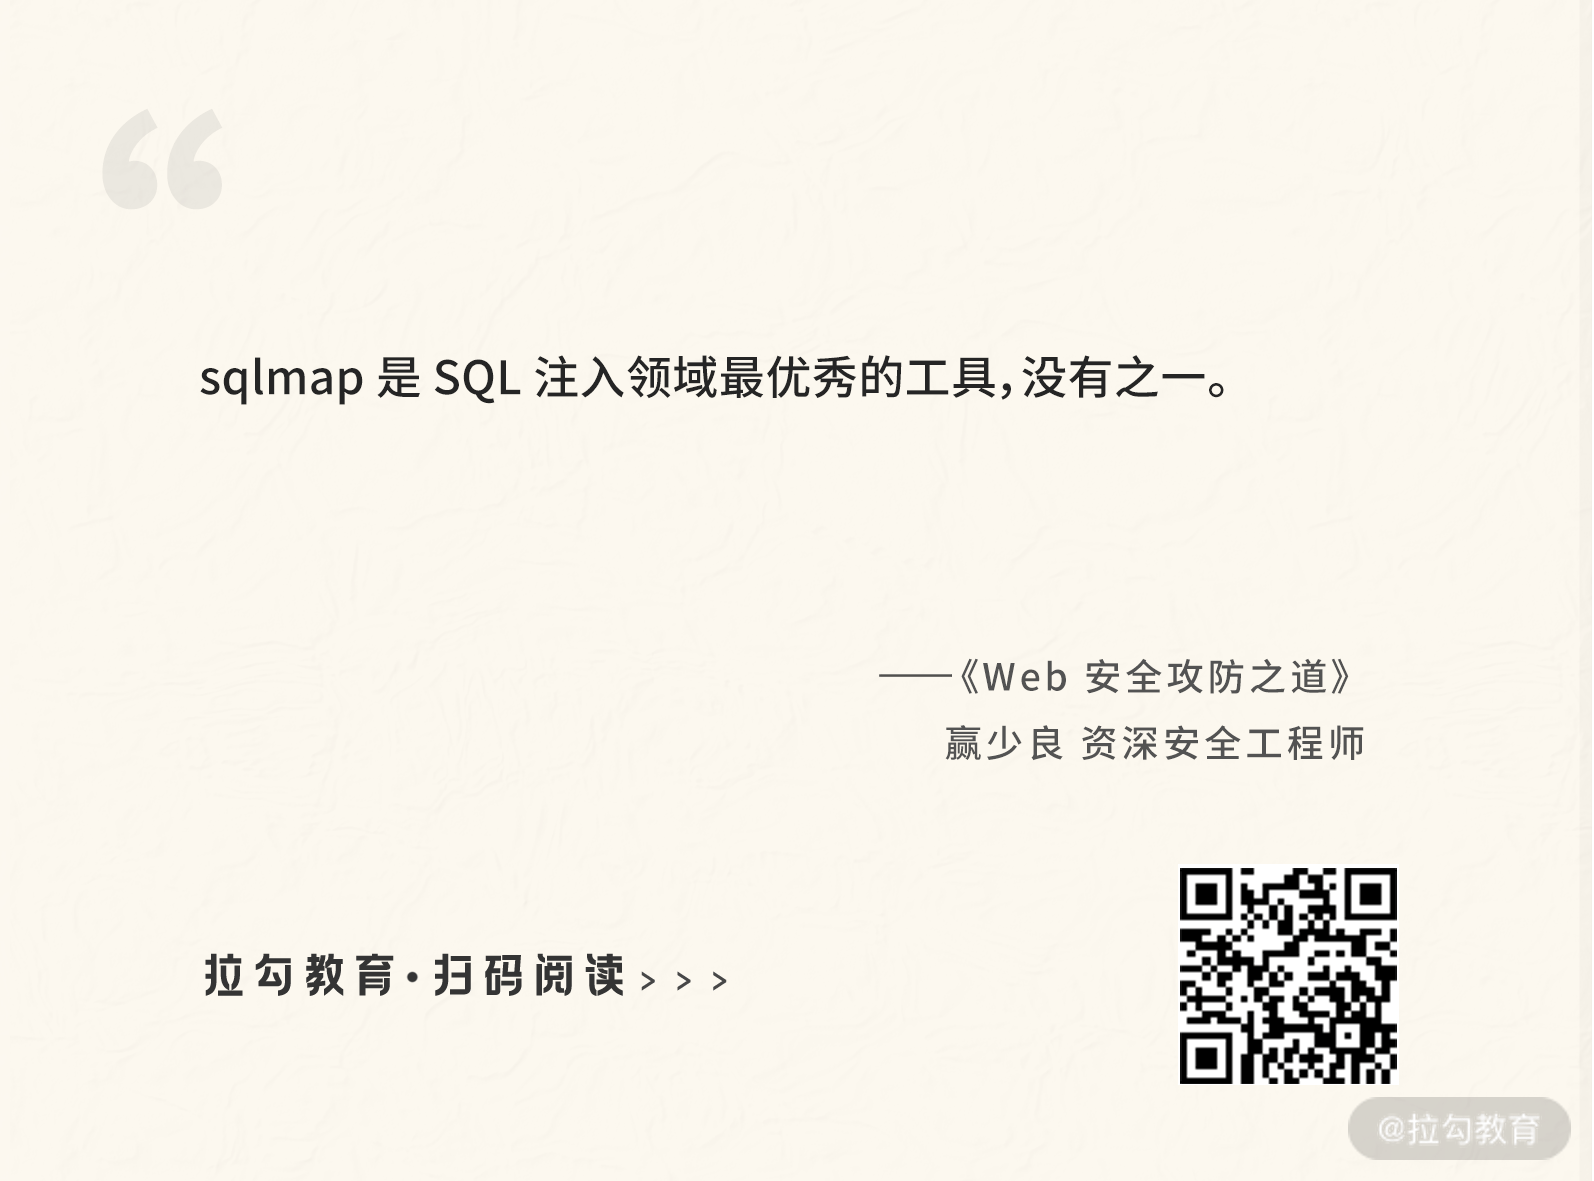 “
sqlmap 是 SQL 注入领域最优秀的工具，没有之一。
——《Web 安全攻防之道》
赢少良 资深安全工程师
拉勾教育·扫码阅读 > > >
@拉勾教育